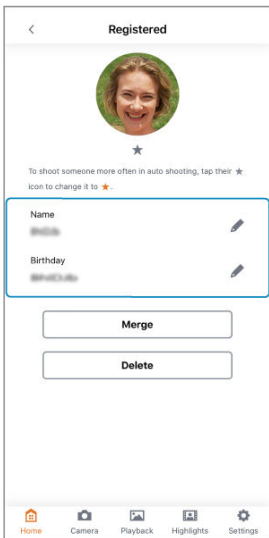 Registered
To shoot someone more often in auto shooting, tap their ★
icon to change it to ★.
Name
Birthday
Merge
Delete
Home Camera Playback Highlights Settings